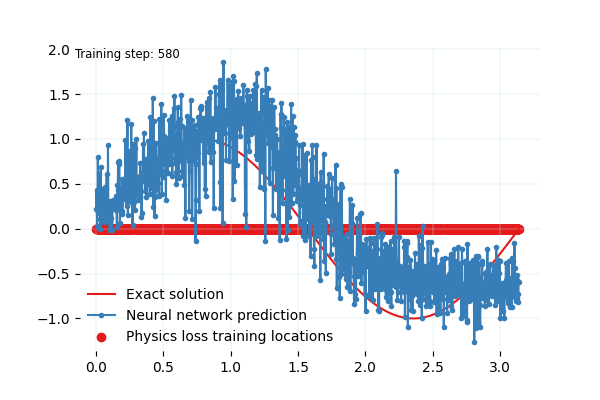 2.0
Training step: 580
1.5
1.0
0.5
0.0
−0.5
−1.0
Exact solution
Neural network prediction
Physics loss training locations
0.0 0.5 1.0 1.5 2.0 2.5 3.0